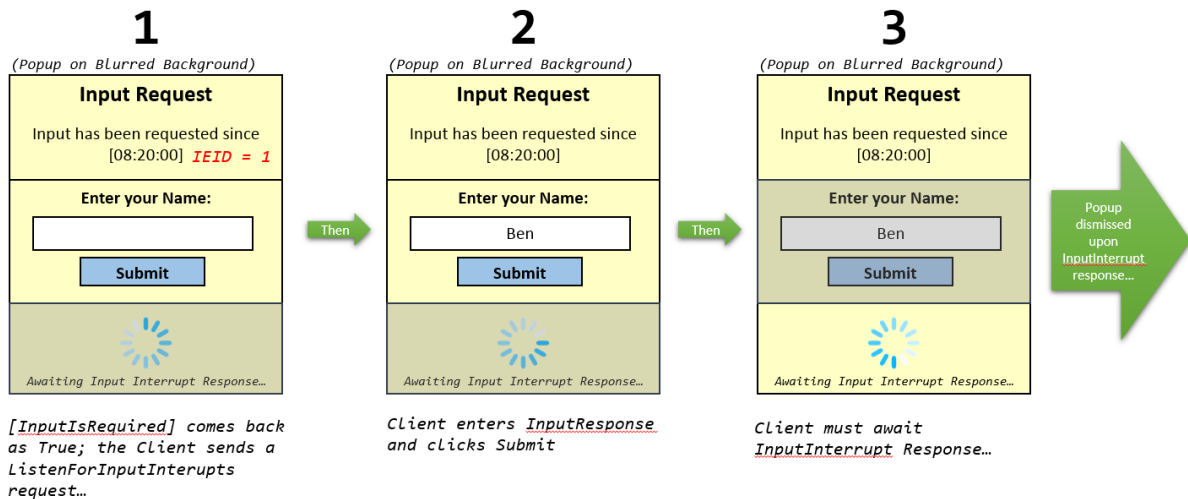 1
(Popup on Blurred Background)
Input Request
Input has been requested since
[08:20:00] IEID = 1
Enter your Name:
Submit
Awaiting Input Interrupt Response…
[InputIsRequired] comes back
as True; the Client sends a
ListenForInputInterupts
request…
Then
2
(Popup on Blurred Background)
Input Request
Input has been requested since
[08:20:00]
Enter your Name:
Ben
Submit
Awaiting Input Interrupt Response…
Client enters InputResponse
and clicks Submit
Then
3
(Popup on Blurred Background)
Input Request
Input has been requested since
[08:20:00]
Enter your Name:
Ben
Submit
Awaiting Input Interrupt Response…
Client must await
InputInterrupt Response…
Popup
dismissed
upon
InputInterrupt
response…